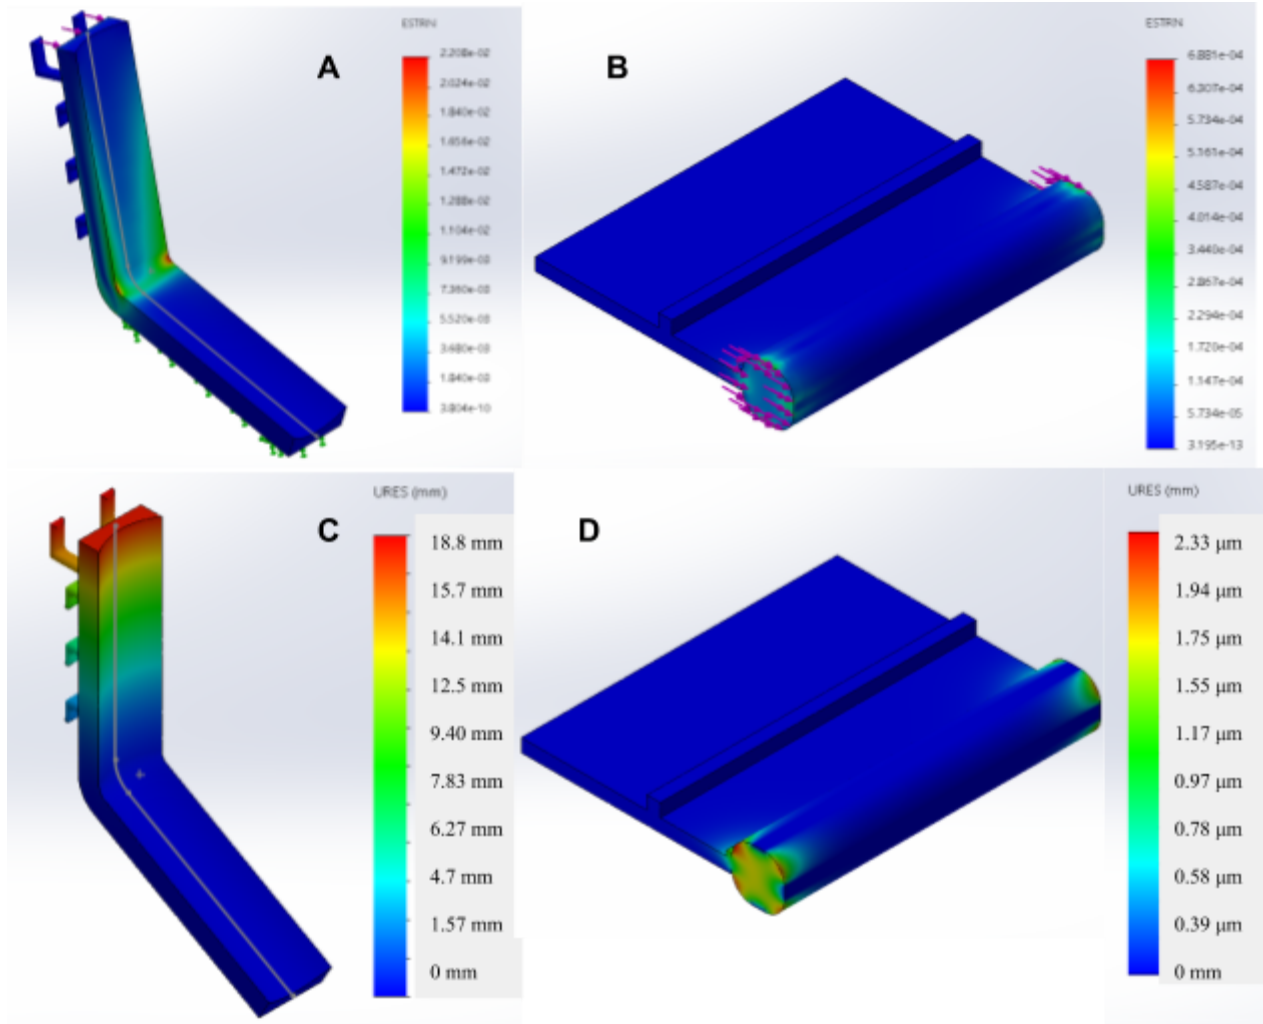 ESTRN
A
2.208e-02
2.024e-02
1.840e-02
1.656e-02
1.472e-02
1.288e-02
1.104e-02
9.199e-03
7.360e-03
5.520e-03
3.680e-03
1.840e-03
3.804e-10
ESTRN
B
6.881e-04
6.307e-04
5.734e-04
5.161e-04
4.587e-04
4.014e-04
3.440e-04
2.867e-04
2.294e-04
1.720e-04
1.147e-04
5.734e-05
3.195e-13
URES (mm)
C
18.8 mm
15.7 mm
14.1 mm
12.5 mm
9.40 mm
7.83 mm
6.27 mm
4.7 mm
1.57 mm
0 mm
URES (mm)
D
2.33 μm
1.94 μm
1.75 μm
1.55 μm
1.17 μm
0.97 μm
0.78 μm
0.58 μm
0.39 μm
0 mm